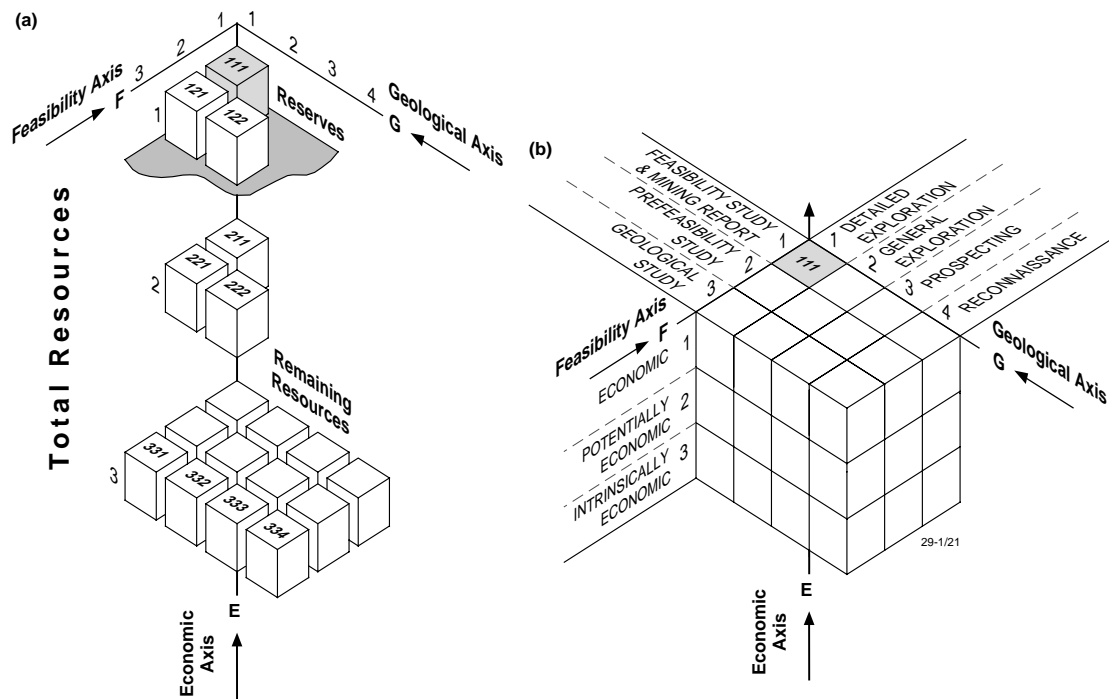 (a)
1
1
2
2
3
3
4
Feasibility Axis
F
Geological Axis
G
111
121
122
1
Reserves
Total Resources
211
221
222
2
Remaining
Resources
331
332
333
334
3
E
Economic
Axis
(b)
FEASIBILITY STUDY
& MINING REPORT
PREFEASIBILITY
STUDY
GEOLOGICAL
STUDY
DETAILED
EXPLORATION
GENERAL
EXPLORATION
PROSPECTING
RECONNAISSANCE
1
1
2
2
3
3
4
111
Feasibility Axis
F
Geological Axis
G
1
ECONOMIC
2
POTENTIALLY
ECONOMIC
3
INTRINSICALLY
ECONOMIC
29-1/21
E
Economic
Axis